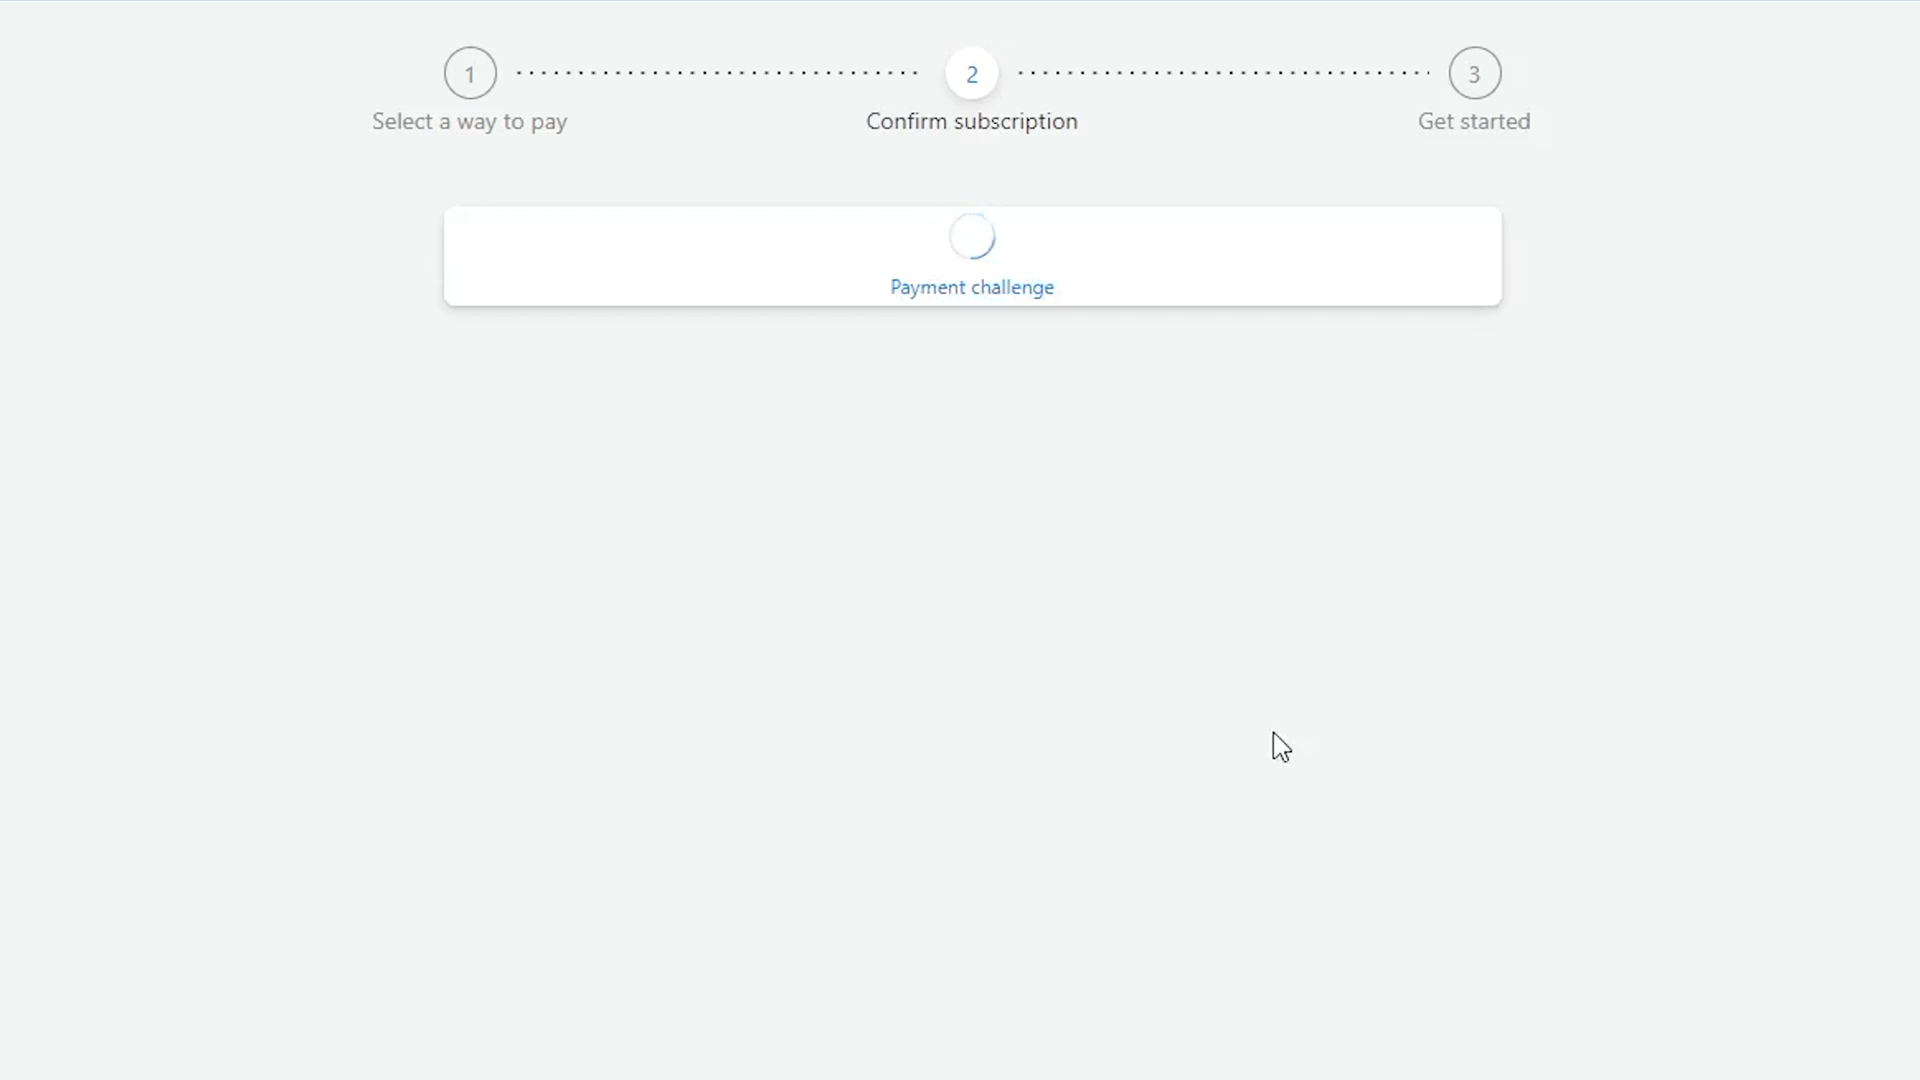 1
2
3
Select a way to pay
Confirm subscription
Get started
Payment challenge